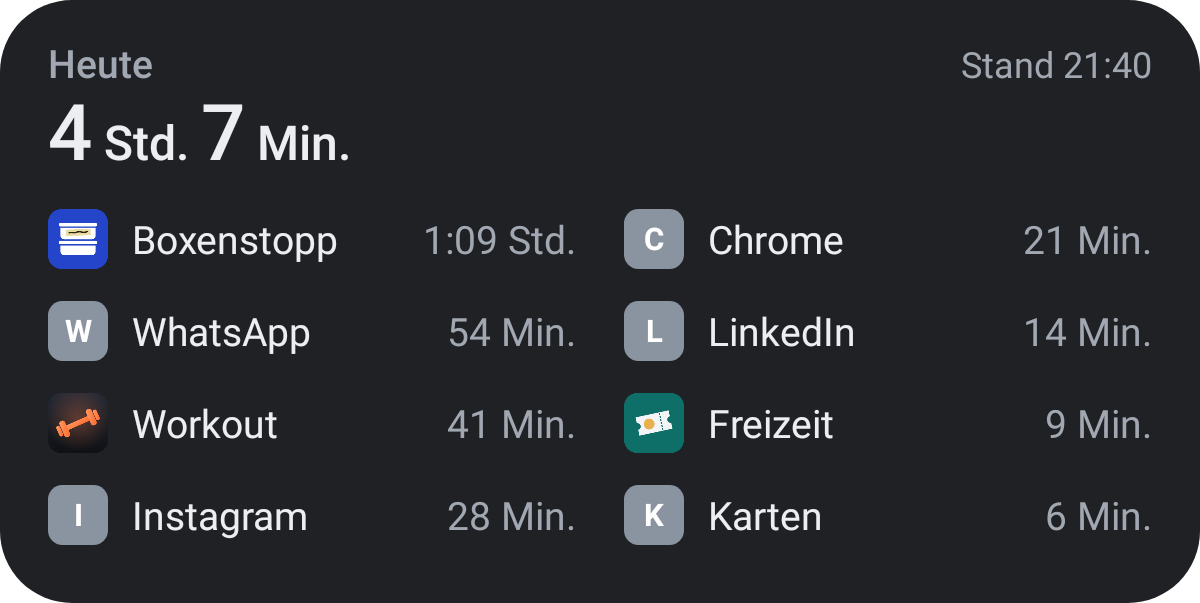 Heute
Stand 21:40
4 Std. 7 Min.
Boxenstopp 1:09 Std.
C Chrome 21 Min.
W WhatsApp 54 Min.
L LinkedIn 14 Min.
Workout 41 Min.
Freizeit 9 Min.
I Instagram 28 Min.
K Karten 6 Min.